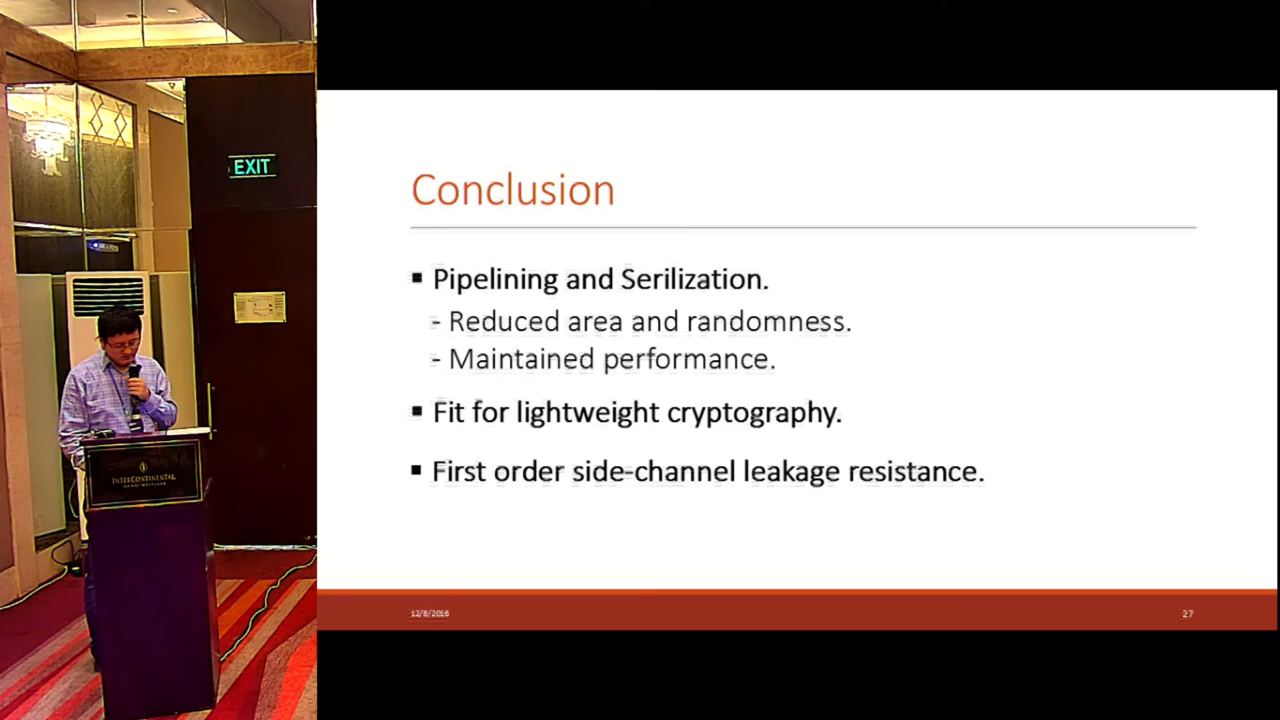 EXIT
INTERCONTINENTAL
Conclusion
▪ Pipelining and Serilization.
- Reduced area and randomness.
- Maintained performance.
▪ Fit for lightweight cryptography.
▪ First order side-channel leakage resistance.
12/8/2016
27